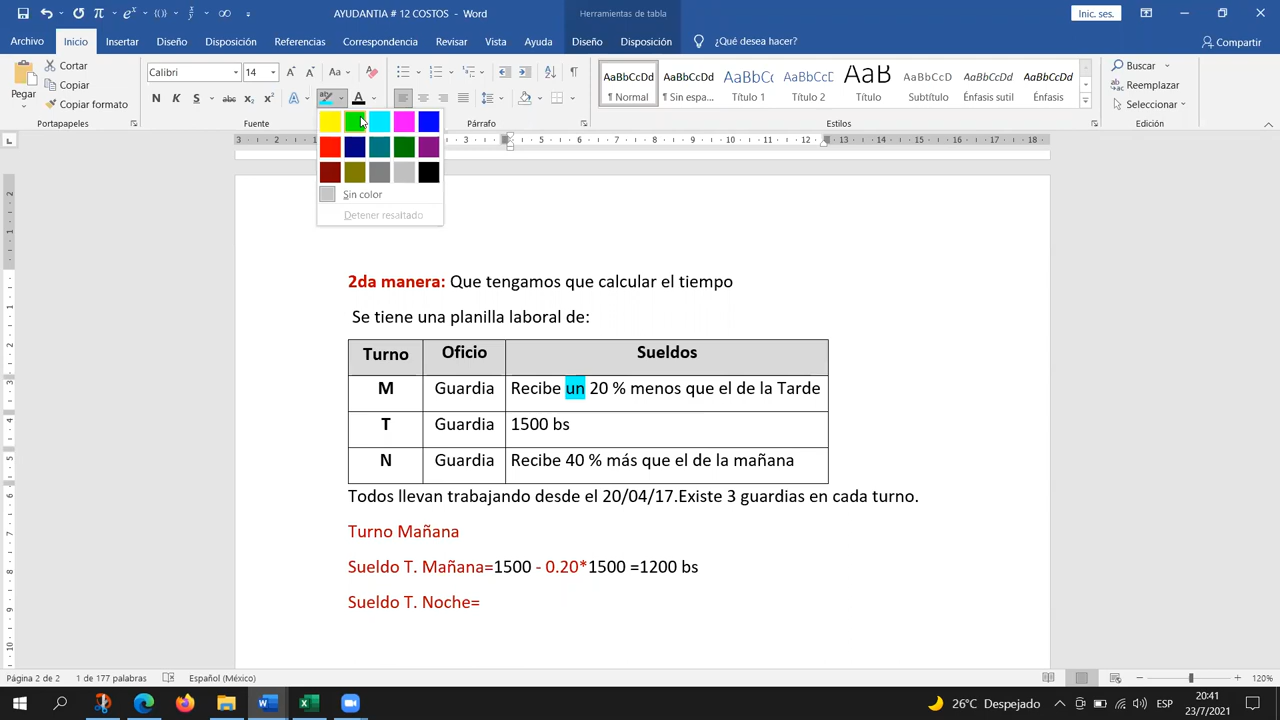 AYUDANTIA # 12 COSTOS - Word
Herramientas de tabla
Inic. ses.
Archivo Inicio Insertar Diseño Disposición Referencias Correspondencia Revisar Vista Ayuda Diseño Disposición ¿Qué desea hacer? Compartir
Pegar
Cortar
Copiar
Copiar formato
Portapapeles
Calibri 14
Aa
N K S abc x₂ x² A A
Fuente
Párrafo
AaBbCcDd AaBbCcDd AaBbCc AaBbCcC AaB AaBbCcD AaBbCcDd AaBbCcDd
¶ Normal ¶ Sin espa... Título 1 Título 2 Título Subtítulo Énfasis sutil Énfasis
Estilos
Buscar
Reemplazar
Seleccionar
Edición
Sin color
Detener resaltado
2da manera: Que tengamos que calcular el tiempo
Se tiene una planilla laboral de:
Turno Oficio Sueldos
M Guardia Recibe un 20 % menos que el de la Tarde
T Guardia 1500 bs
N Guardia Recibe 40 % más que el de la mañana
Todos llevan trabajando desde el 20/04/17.Existe 3 guardias en cada turno.
Turno Mañana
Sueldo T. Mañana=1500 - 0.20*1500 =1200 bs
Sueldo T. Noche=
Página 2 de 2 1 de 177 palabras Español (México) 120%
26°C Despejado ESP
20:41
23/7/2021